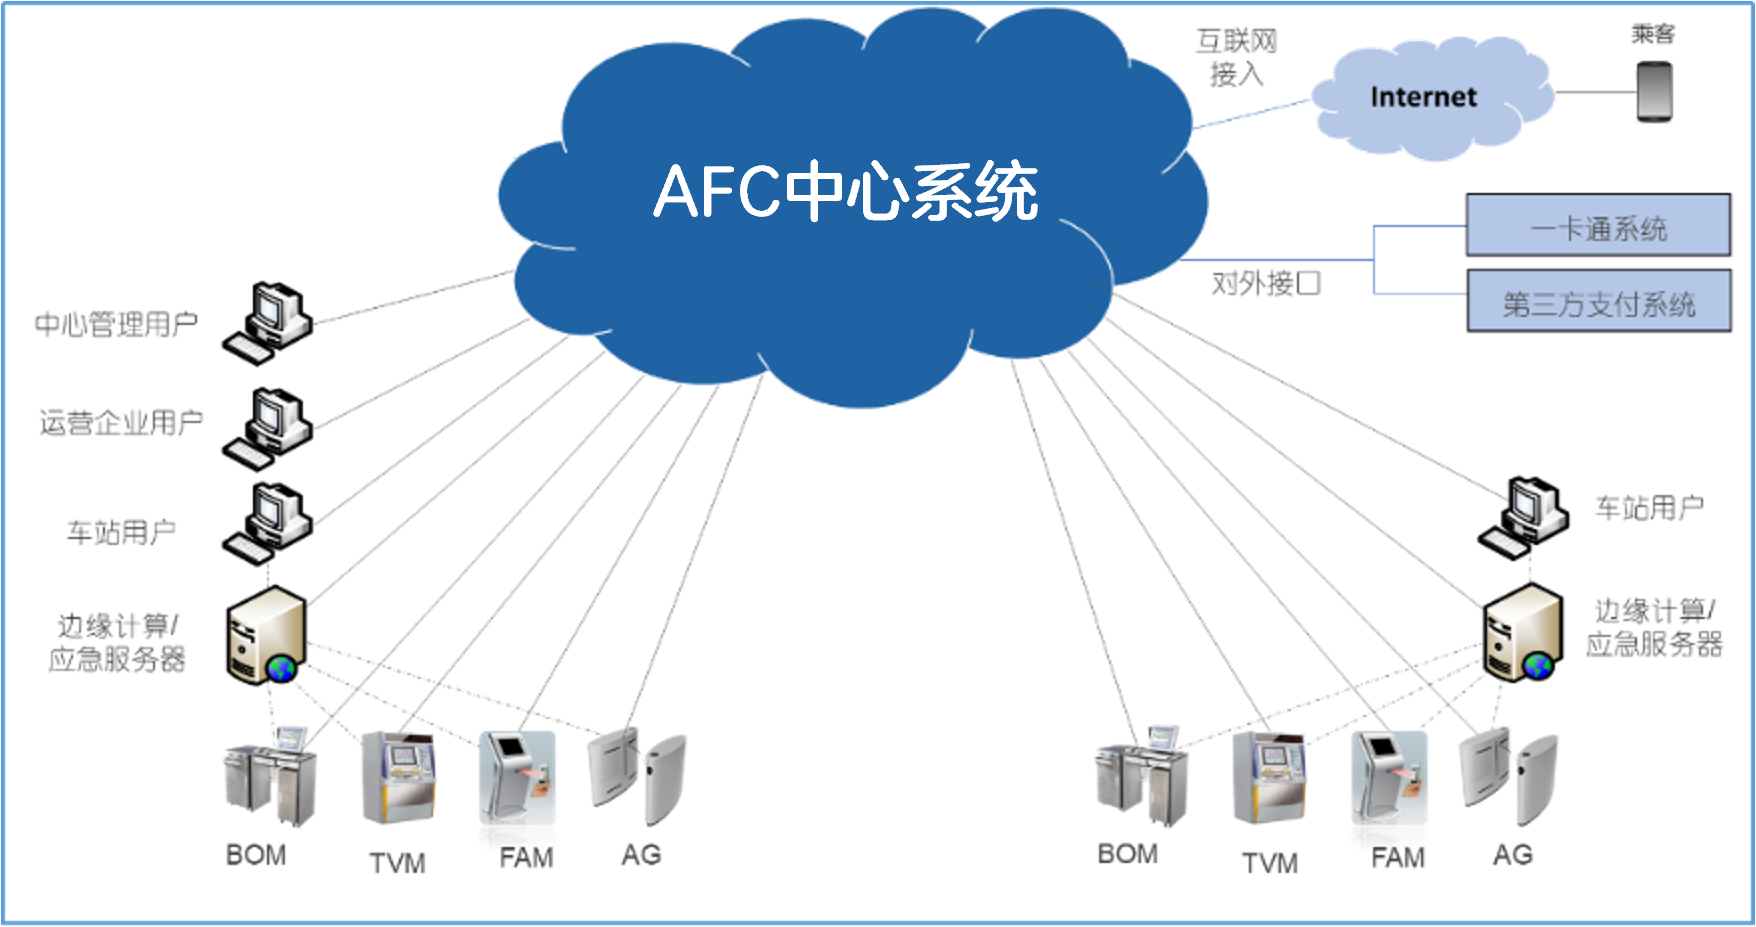 互联网
接入
Internet
乘客
AFC中心系统
一卡通系统
对外接口
第三方支付系统
中心管理用户
运营企业用户
车站用户
边缘计算/
应急服务器
BOM
TVM
FAM
AG
车站用户
边缘计算/
应急服务器
BOM
TVM
FAM
AG